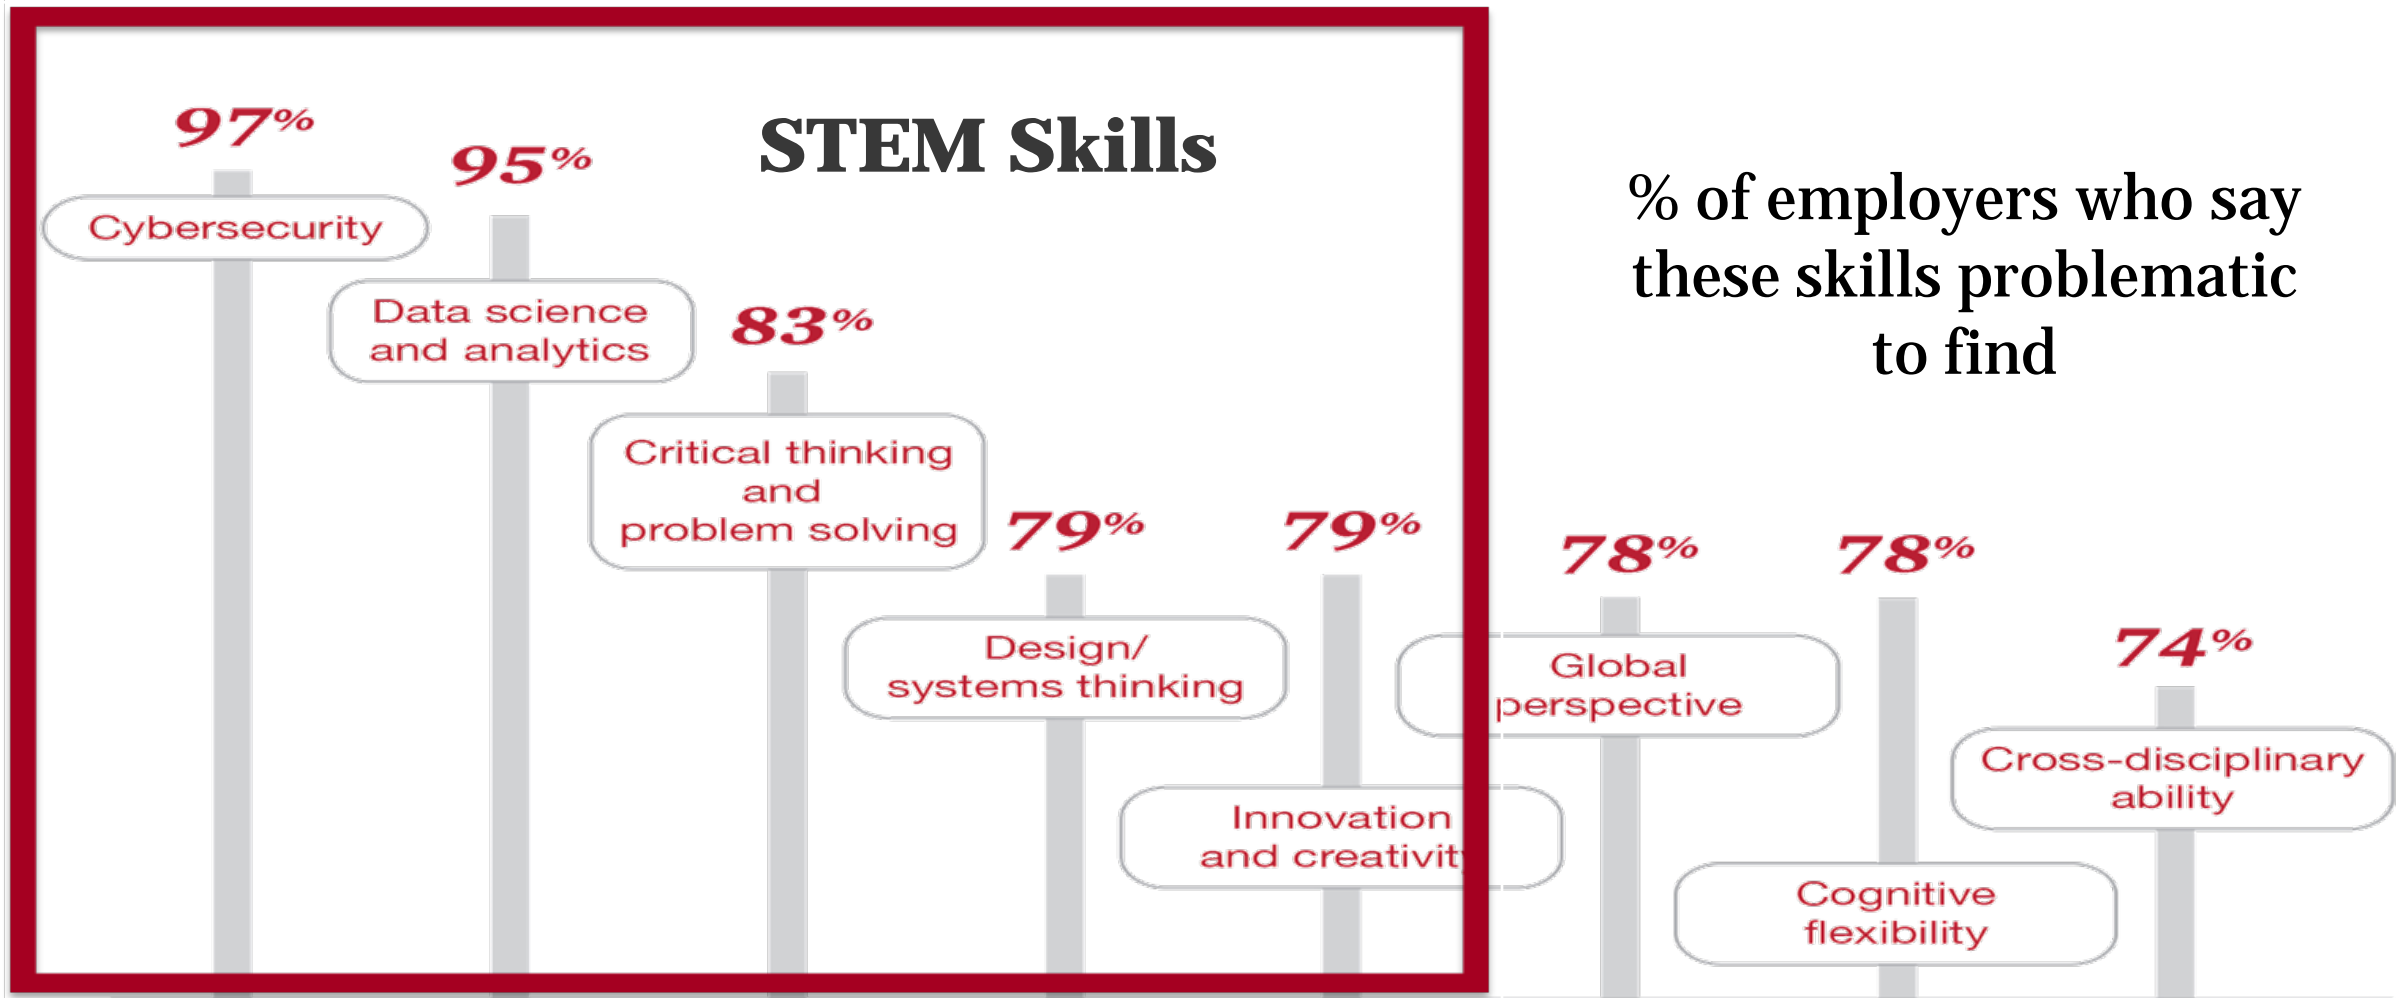 97%
Cybersecurity
95%
Data science
and analytics
STEM Skills
83%
Critical thinking
and
problem solving
79%
Design/
systems thinking
79%
Innovation
and creativity
% of employers who say
these skills problematic
to find
78%
Global
perspective
78%
Cognitive
flexibility
74%
Cross-disciplinary
ability